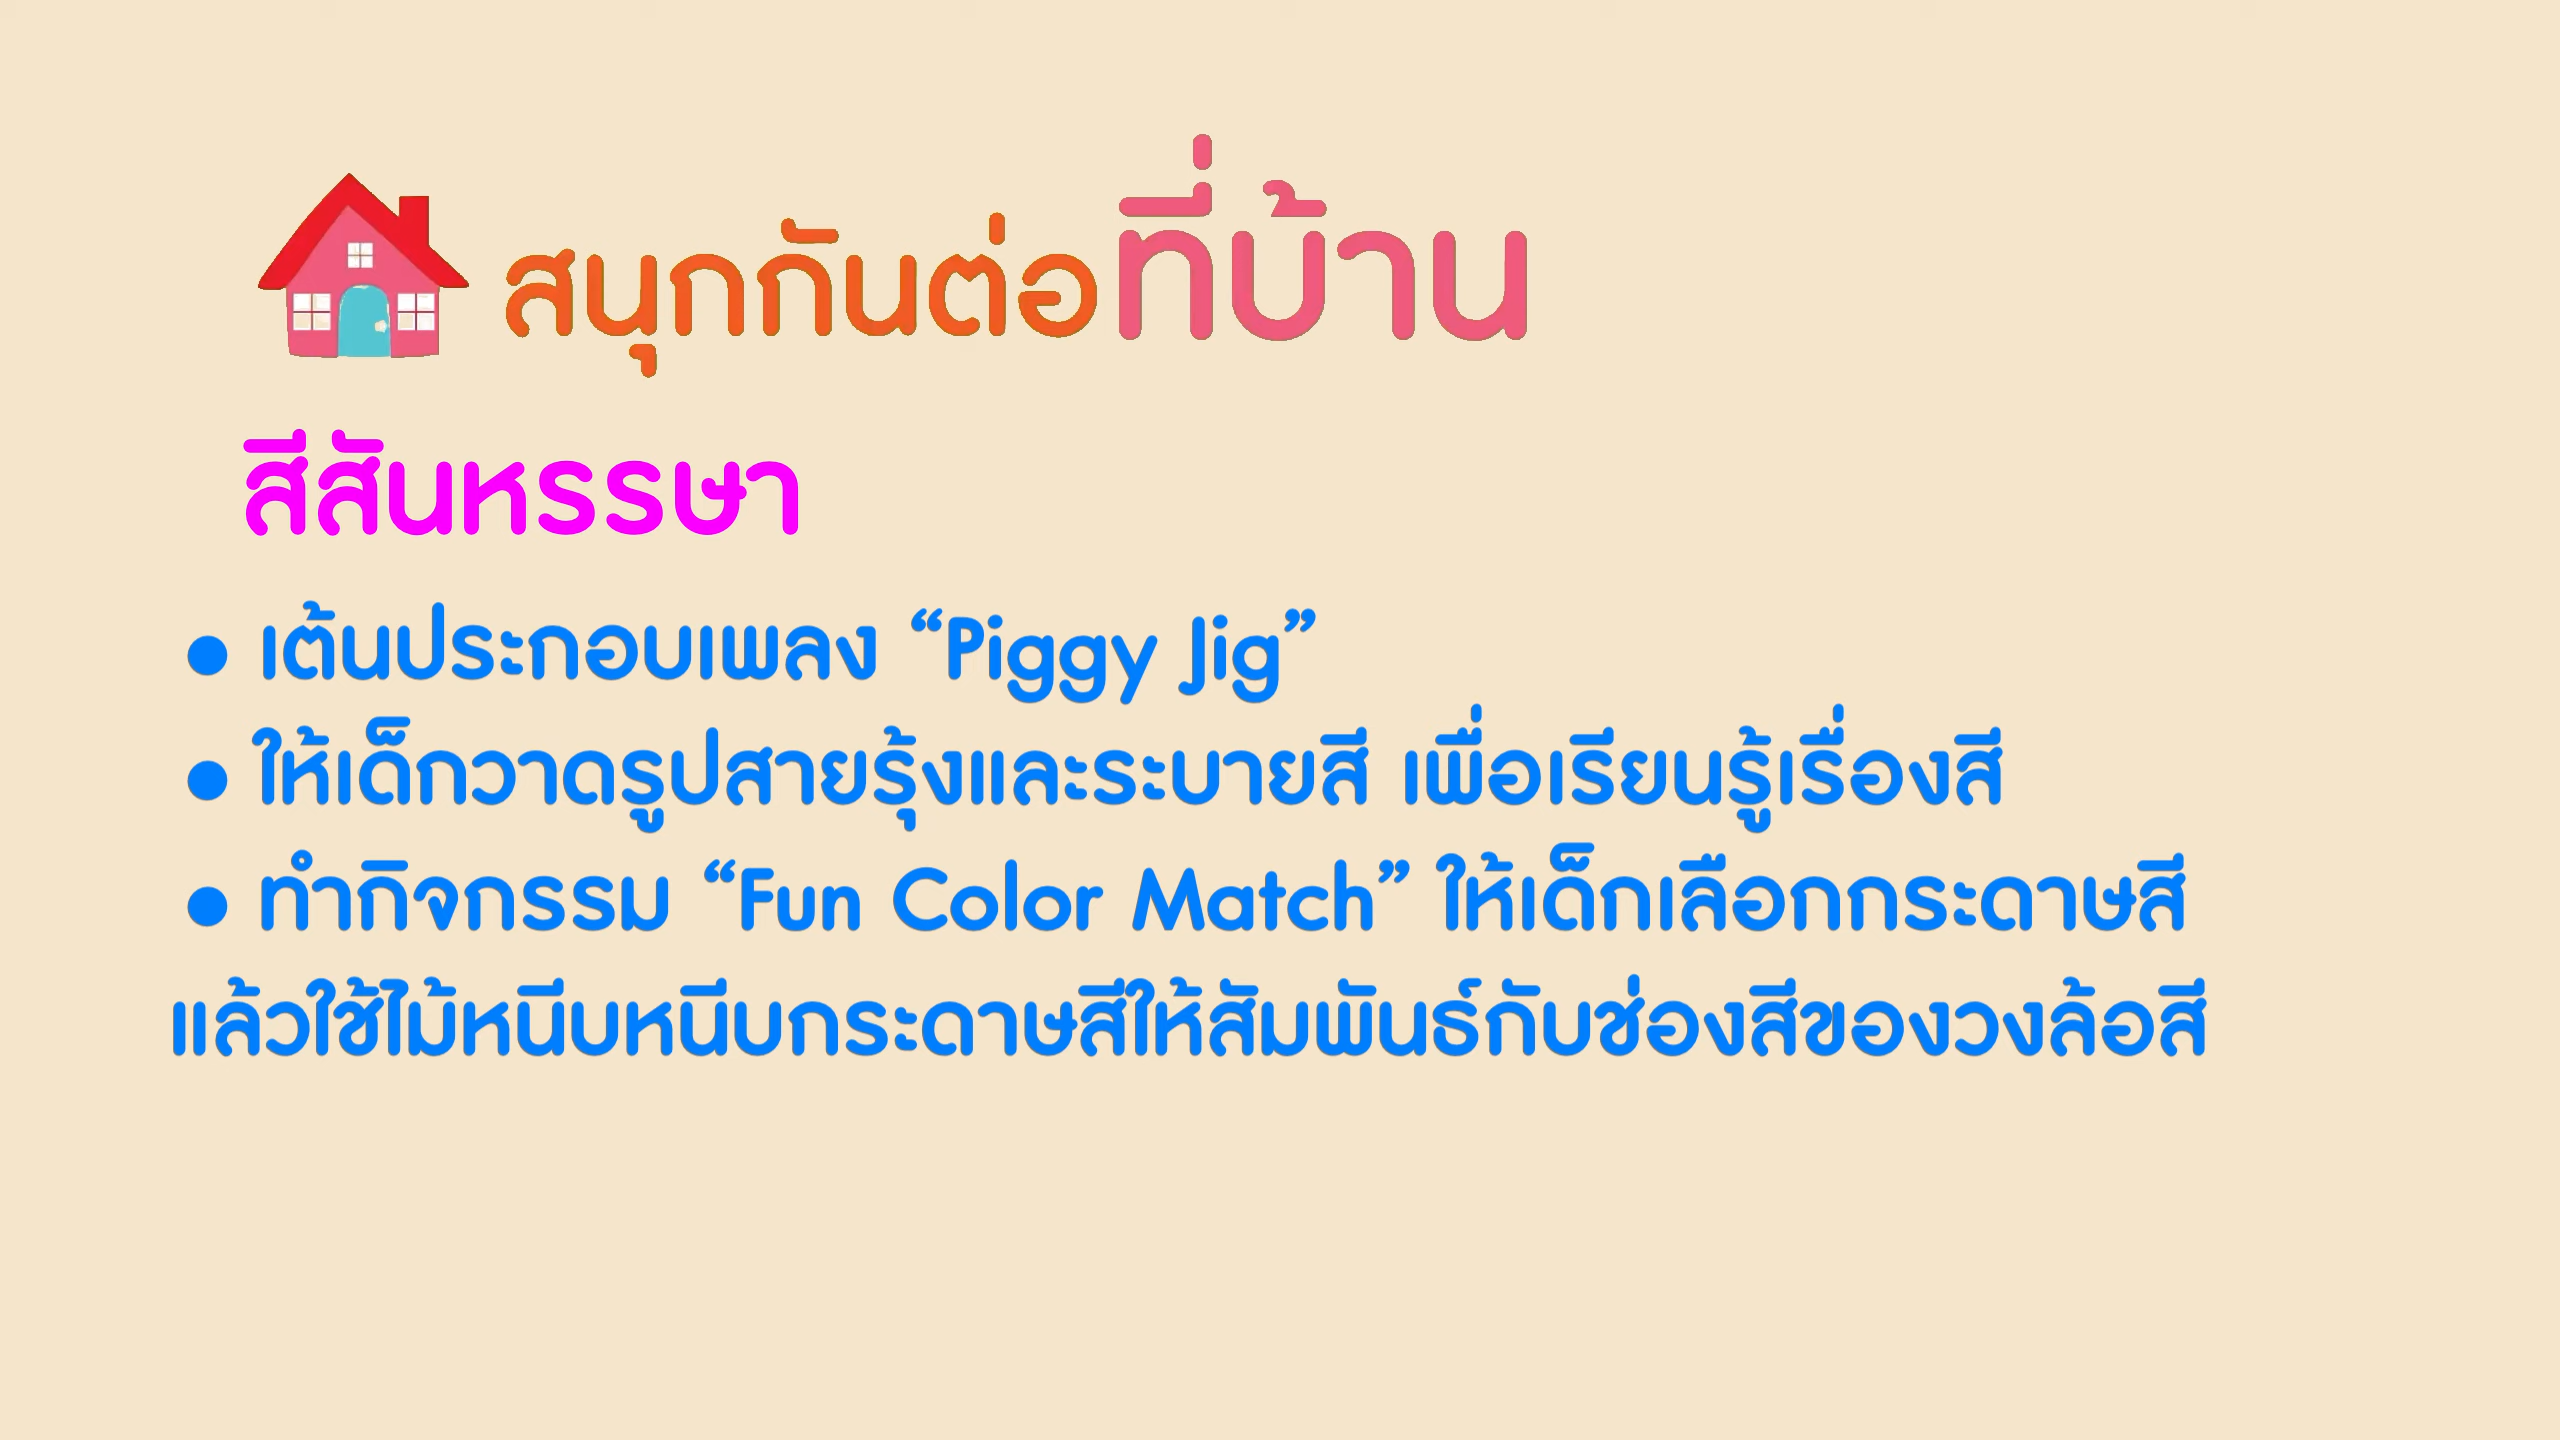 สนุกกันต่อที่บ้าน
สีสันหรรษา
● เต้นประกอบเพลง “Piggy Jig”
● ให้เด็กวาดรูปสายรุ้งและระบายสี เพื่อเรียนรู้เรื่องสี
● ทำกิจกรรม “Fun Color Match” ให้เด็กเลือกกระดาษสี
แล้วใช้ไม้หนีบหนีบกระดาษสีให้สัมพันธ์กับช่องสีของวงล้อสี